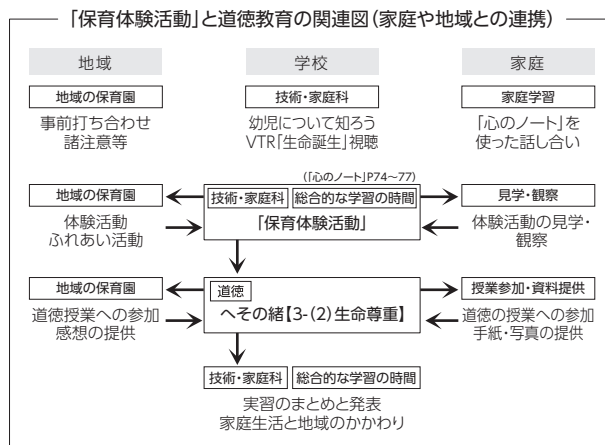 「保育体験活動」と道徳教育の関連図(家庭や地域との連携)
地域
学校
家庭
地域の保育園
技術・家庭科
家庭学習
事前打ち合わせ
諸注意等
幼児について知ろう
VTR「生命誕生」視聴
「心のノート」を
使った話し合い
(「心のノート」P74〜77)
地域の保育園
技術・家庭科
総合的な学習の時間
見学・観察
体験活動
ふれあい活動
「保育体験活動」
体験活動の見学・
観察
地域の保育園
道徳
授業参加・資料提供
道徳授業への参加
感想の提供
へその緒【3-(2)生命尊重】
道徳の授業への参加
手紙・写真の提供
技術・家庭科
総合的な学習の時間
実習のまとめと発表
家庭生活と地域のかかわり